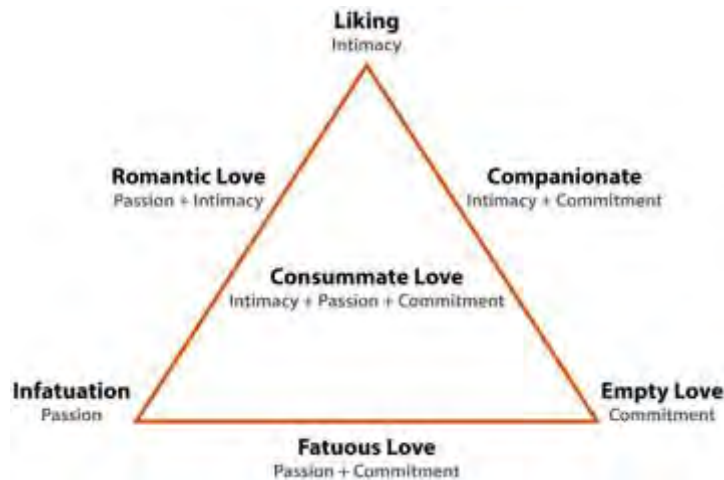 Liking
Intimacy
Romantic Love
Passion + Intimacy
Companionate
Intimacy + Commitment
Consummate Love
Intimacy + Passion + Commitment
Infatuation
Passion
Empty Love
Commitment
Fatuous Love
Passion + Commitment